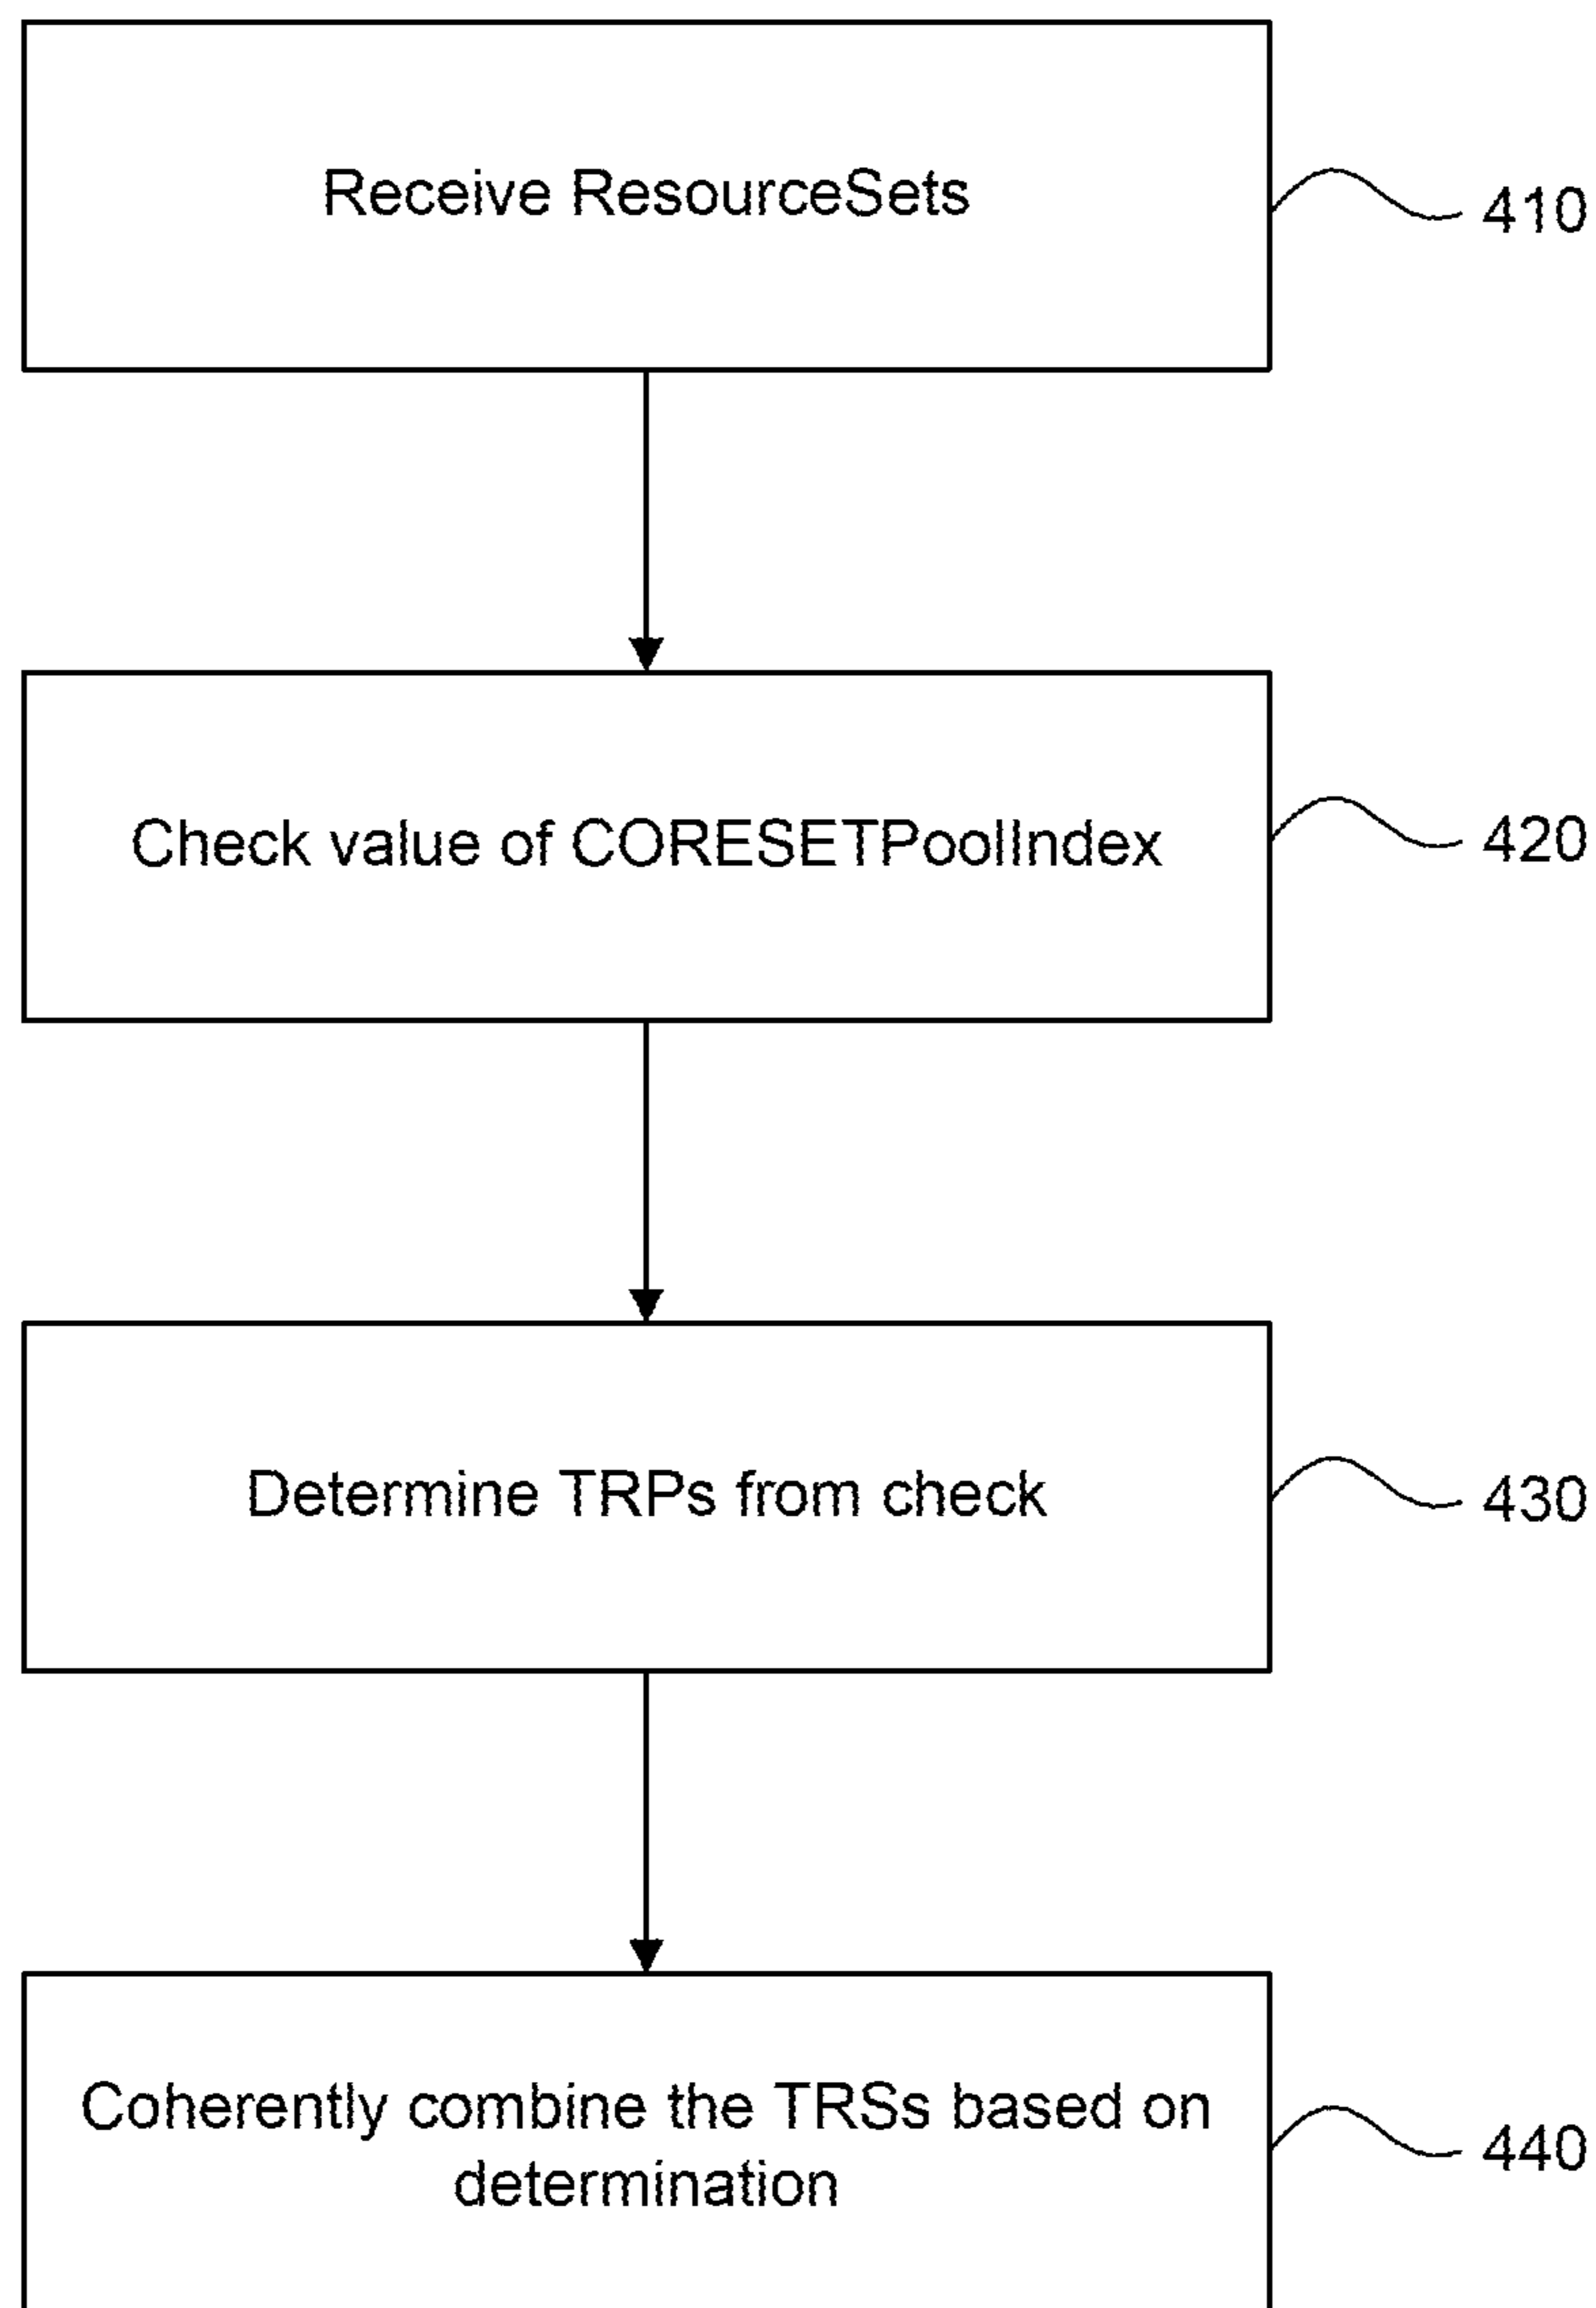 Receive ResourceSets
410
Check value of CORESETPoolIndex
420
Determine TRPs from check
430
Coherently combine the TRSs based on
determination
440